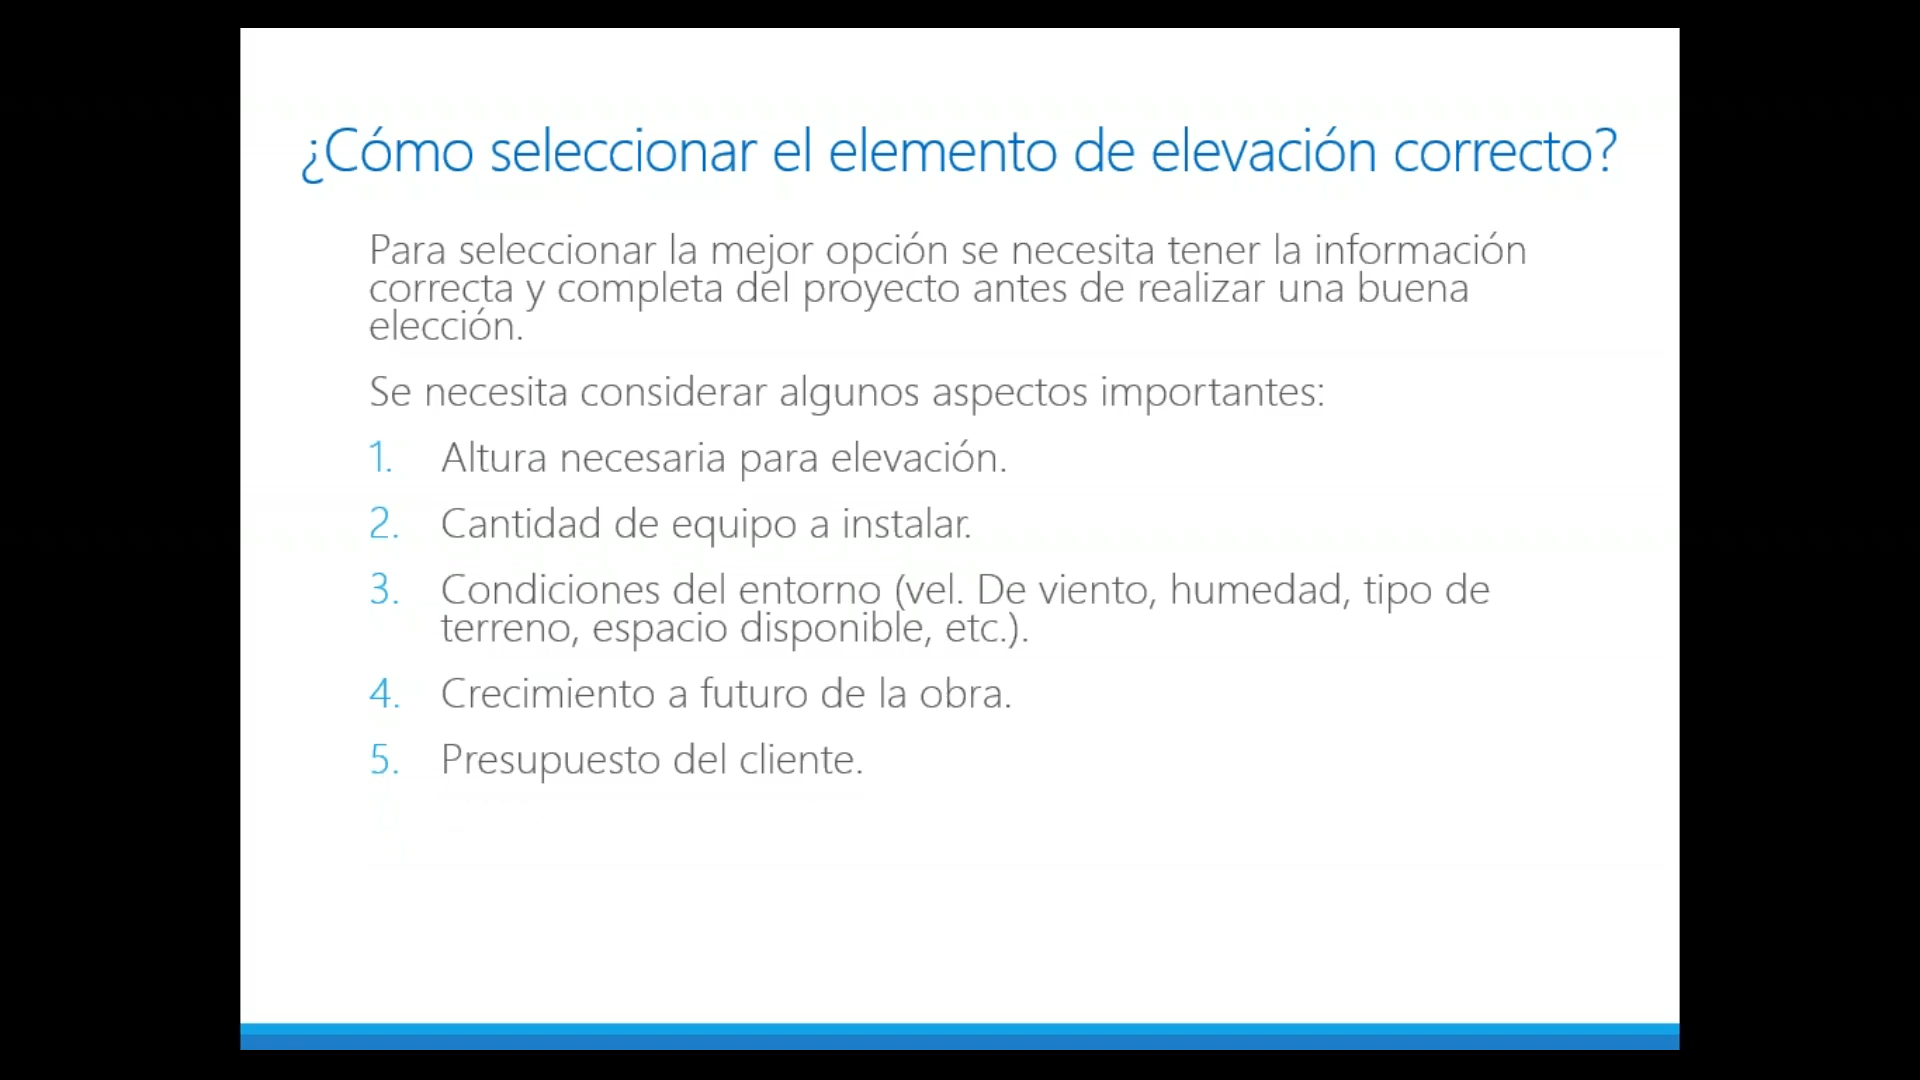 ¿Cómo seleccionar el elemento de elevación correcto?
Para seleccionar la mejor opción se necesita tener la información
correcta y completa del proyecto antes de realizar una buena
elección.
Se necesita considerar algunos aspectos importantes:
1. Altura necesaria para elevación.
2. Cantidad de equipo a instalar.
3. Condiciones del entorno (vel. De viento, humedad, tipo de
terreno, espacio disponible, etc.).
4. Crecimiento a futuro de la obra.
5. Presupuesto del cliente.